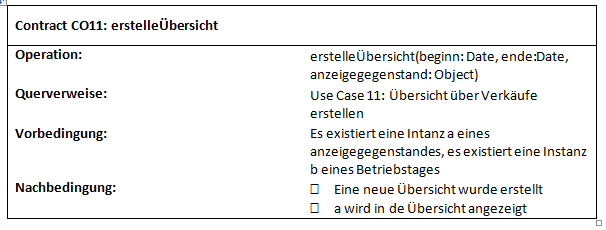 Contract CO11: erstelleÜbersicht
Operation: erstelleÜbersicht(beginn: Date, ende:Date,
anzeigegegenstand: Object)
Querverweise: Use Case 11: Übersicht über Verkäufe
erstellen
Vorbedingung: Es existiert eine Intanz a eines
anzeigegegenstandes, es existiert eine Instanz
b eines Betriebstages
Nachbedingung: □ Eine neue Übersicht wurde erstellt
□ a wird in de Übersicht angezeigt